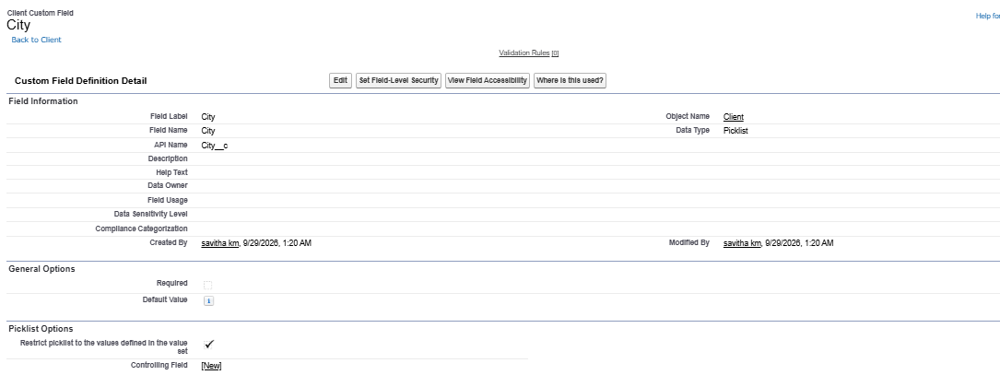 Client Custom Field
City
Help for
Back to Client
Validation Rules [0]
Custom Field Definition Detail
Edit Set Field-Level Security View Field Accessibility Where is this used?
Field Information
Field Label City Object Name Client
Field Name City Data Type Picklist
API Name City__c
Description
Help Text
Data Owner
Field Usage
Data Sensitivity Level
Compliance Categorization
Created By savitha km, 9/29/2026, 1:20 AM Modified By savitha km, 9/29/2026, 1:20 AM
General Options
Required
Default Value i
Picklist Options
Restrict picklist to the values defined in the value
set
Controlling Field [New]